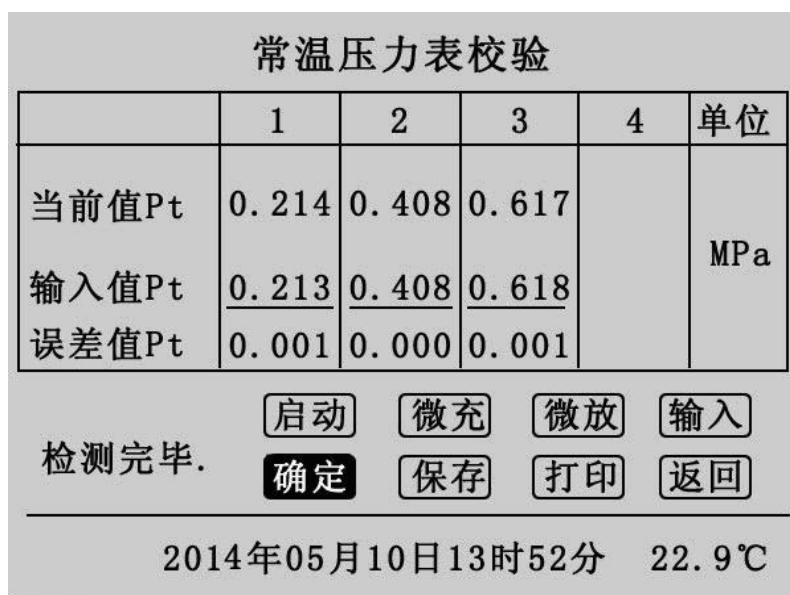 常温压力表校验
1 2 3 4 单位
当前值Pt 0.214 0.408 0.617
MPa
输入值Pt 0.213 0.408 0.618
误差值Pt 0.001 0.000 0.001
启动 微充 微放 输入
检测完毕.
确定 保存 打印 返回
2014年05月10日13时52分 22.9℃